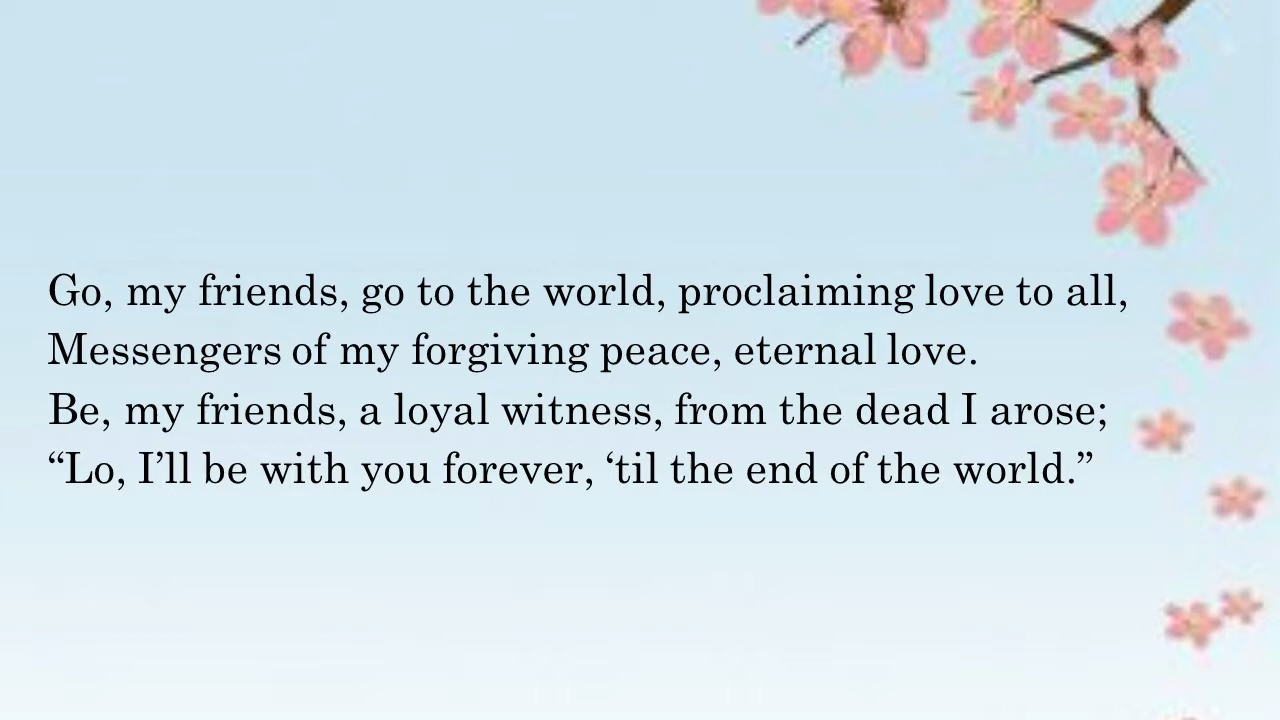 Go, my friends, go to the world, proclaiming love to all,
Messengers of my forgiving peace, eternal love.
Be, my friends, a loyal witness, from the dead I arose;
“Lo, I’ll be with you forever, ‘til the end of the world.”